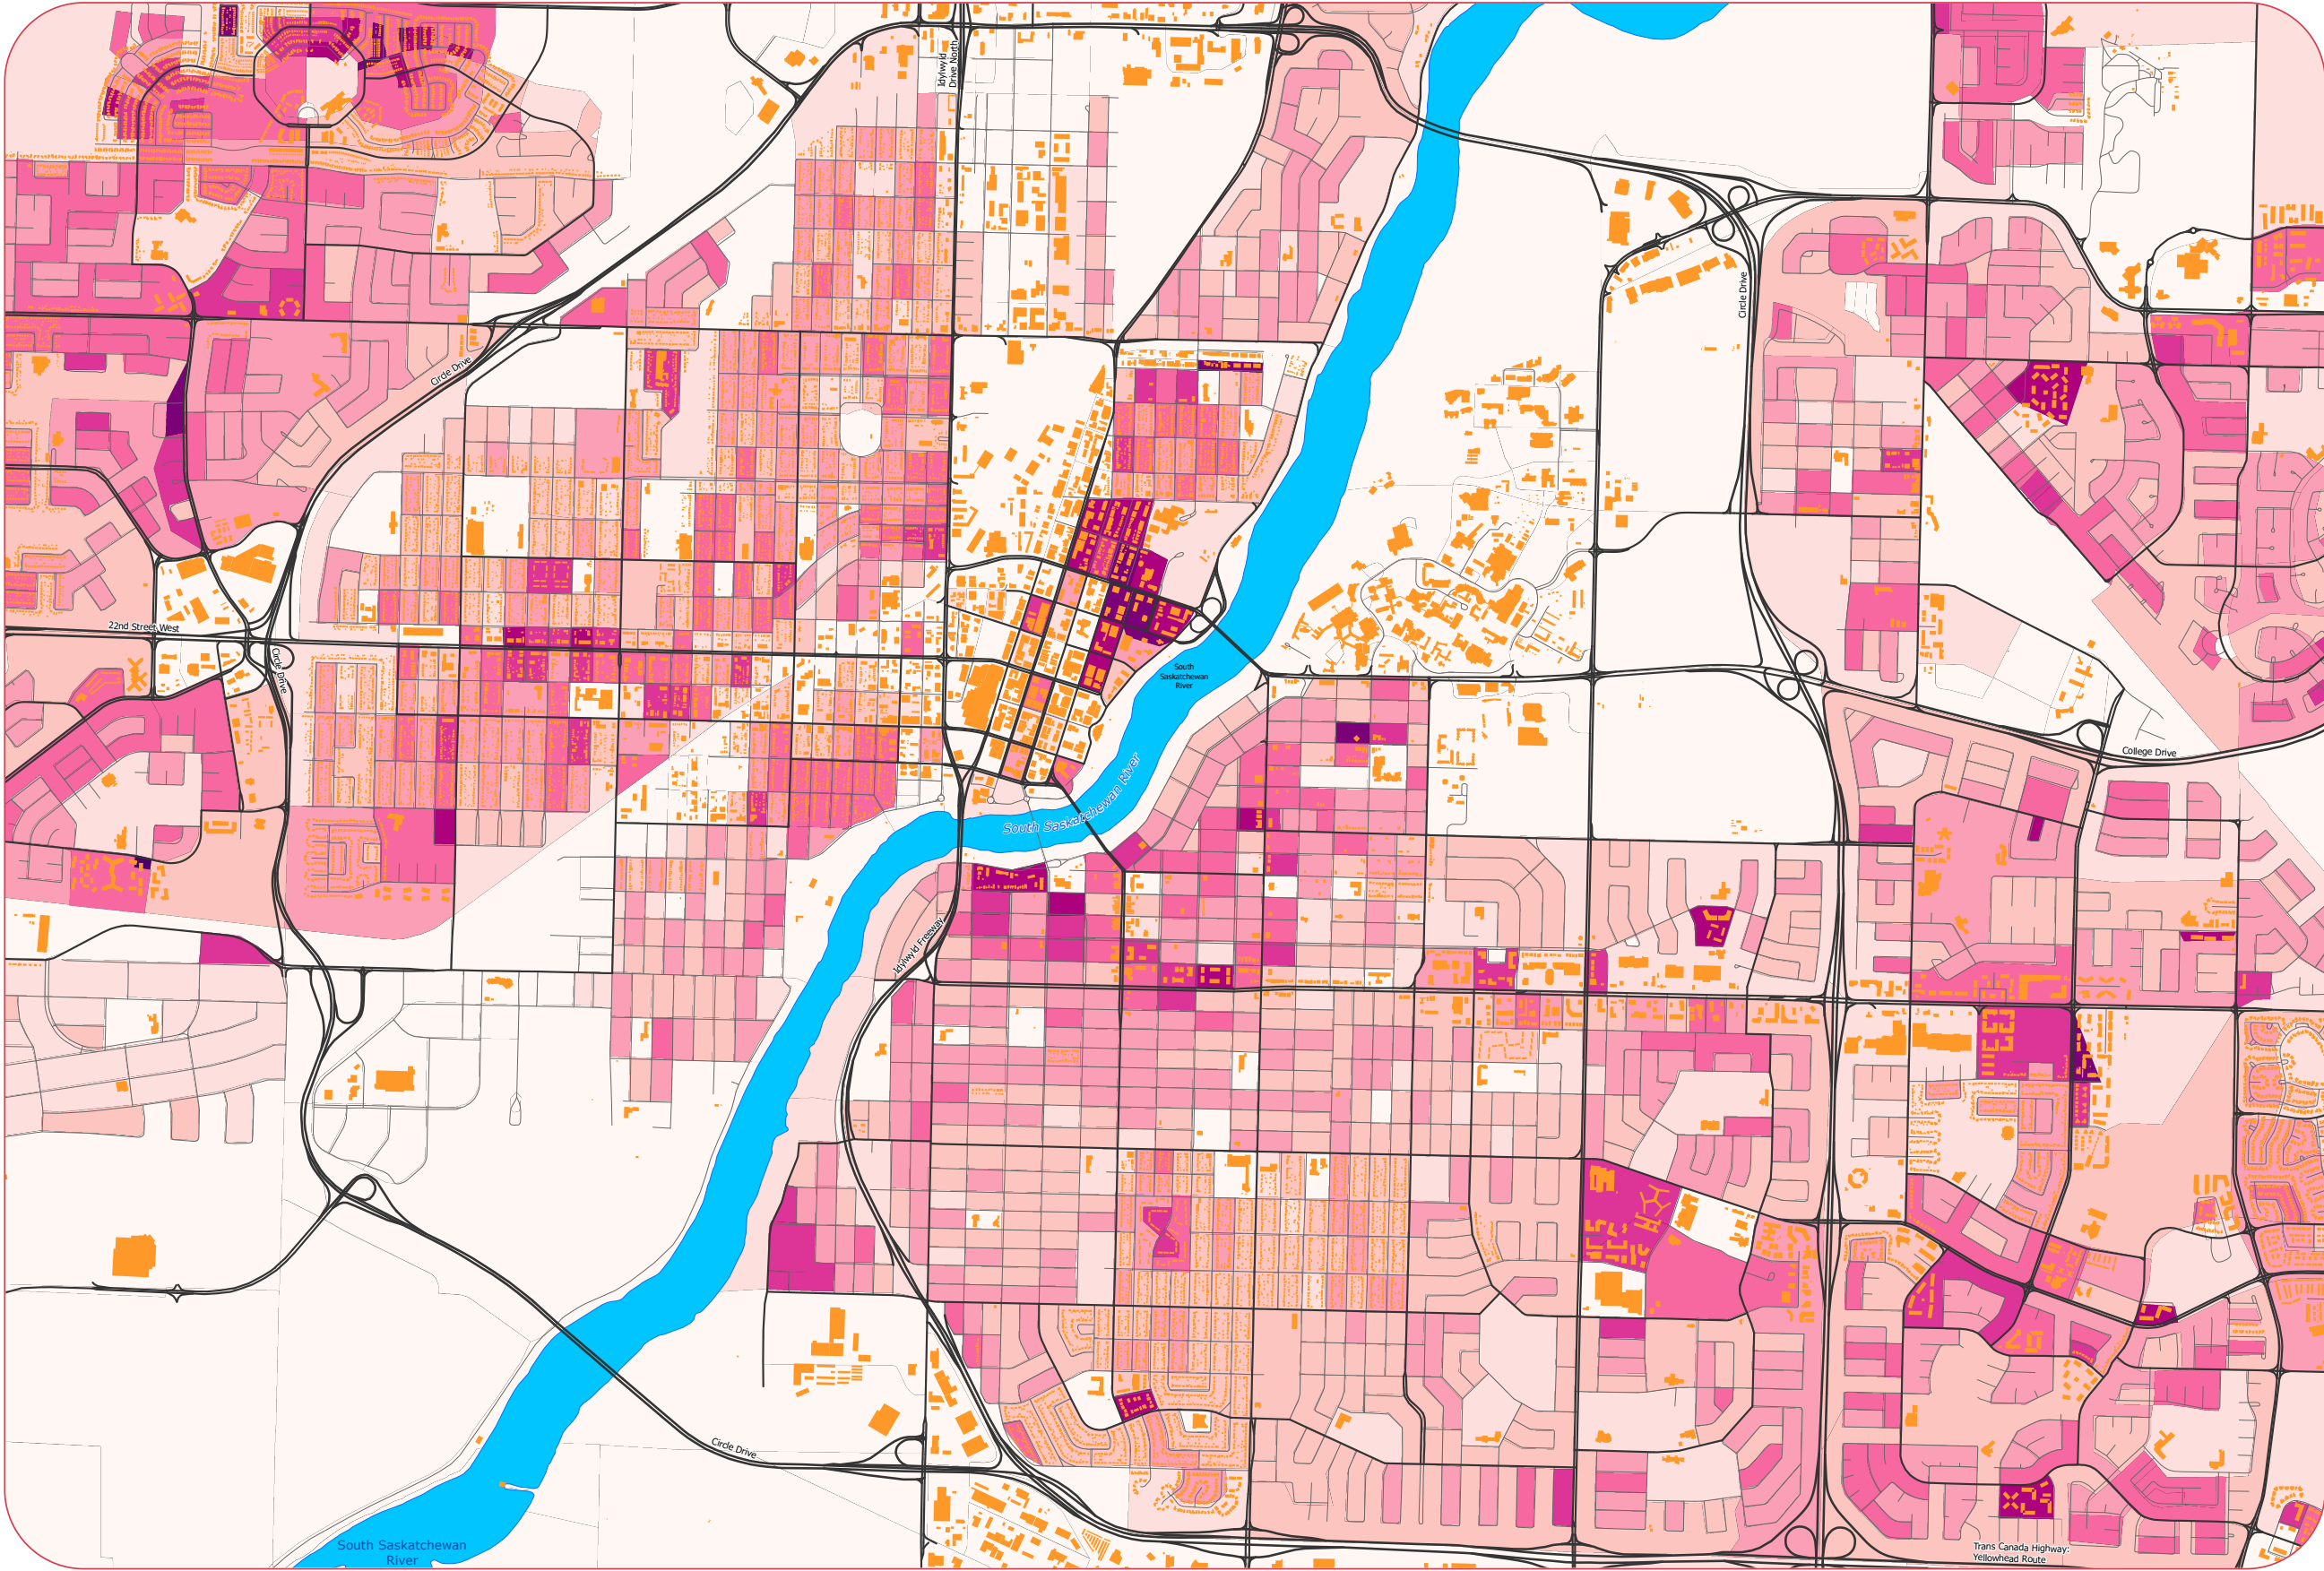 Idylwyld
Drive North
Circle Drive
Circle Drive
22nd Street West
Circle Drive
South
Saskatchewan
River
College Drive
South Saskatchewan River
Idylwyld Freeway
Circle Drive
South Saskatchewan
River
Trans Canada Highway:
Yellowhead Route